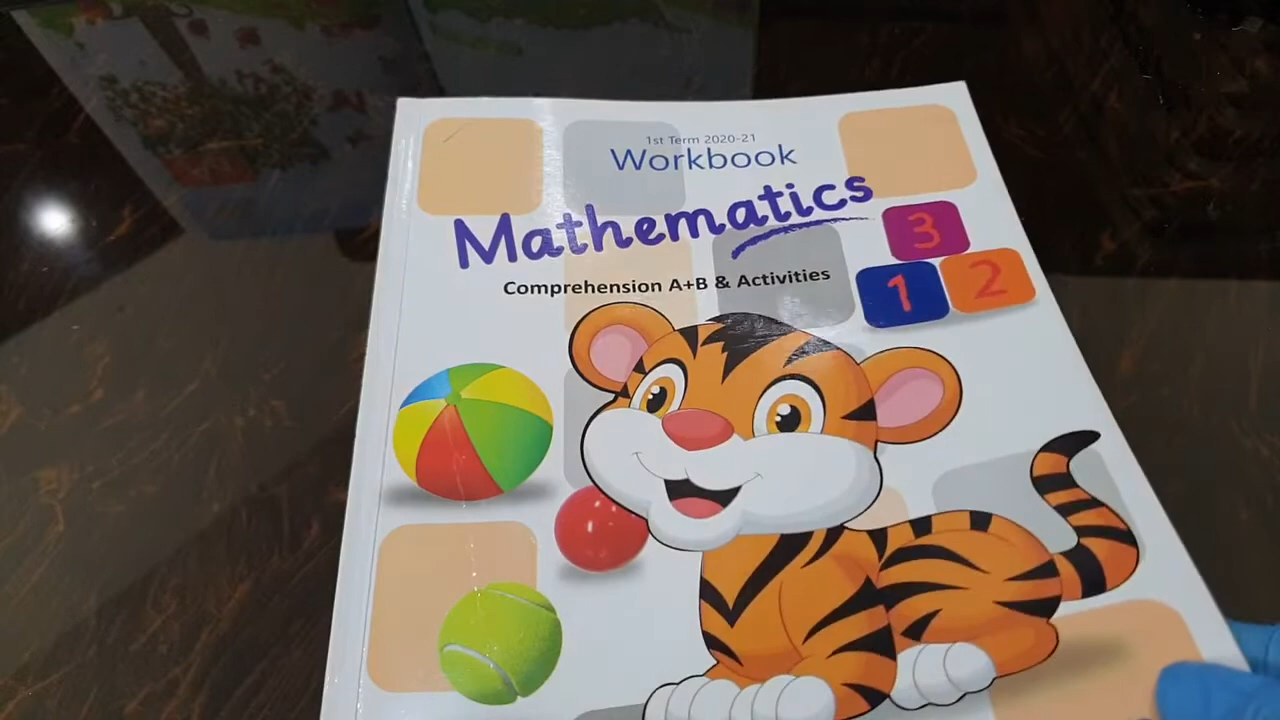 1st Term 2020-21
Workbook
Mathematics
Comprehension A+B & Activities
3
1 2